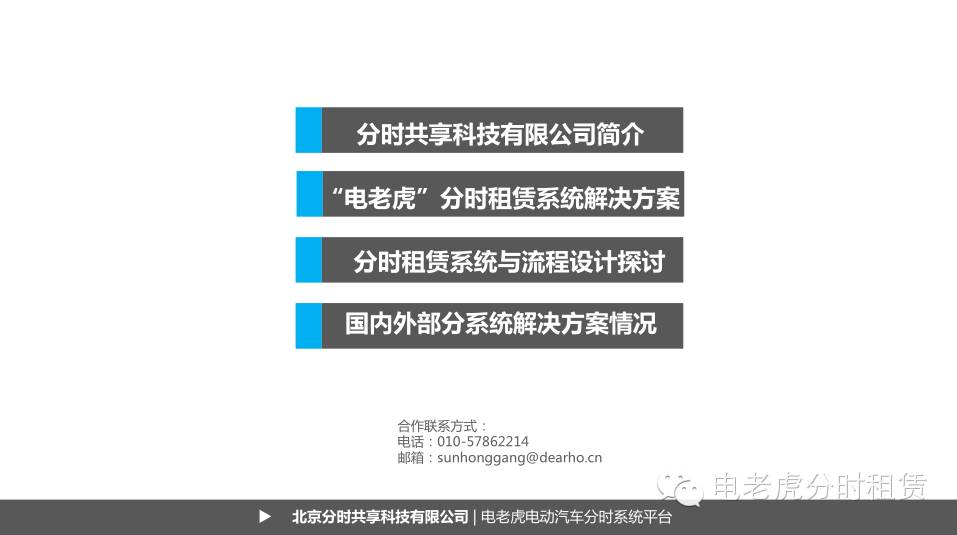 分时共享科技有限公司简介
“电老虎”分时租赁系统解决方案
分时租赁系统与流程设计探讨
国内外部分系统解决方案情况
合作联系方式：
电话：010-57862214
邮箱：sunhonggang@dearho.cn
电老虎分时租赁
北京分时共享科技有限公司 | 电老虎电动汽车分时系统平台